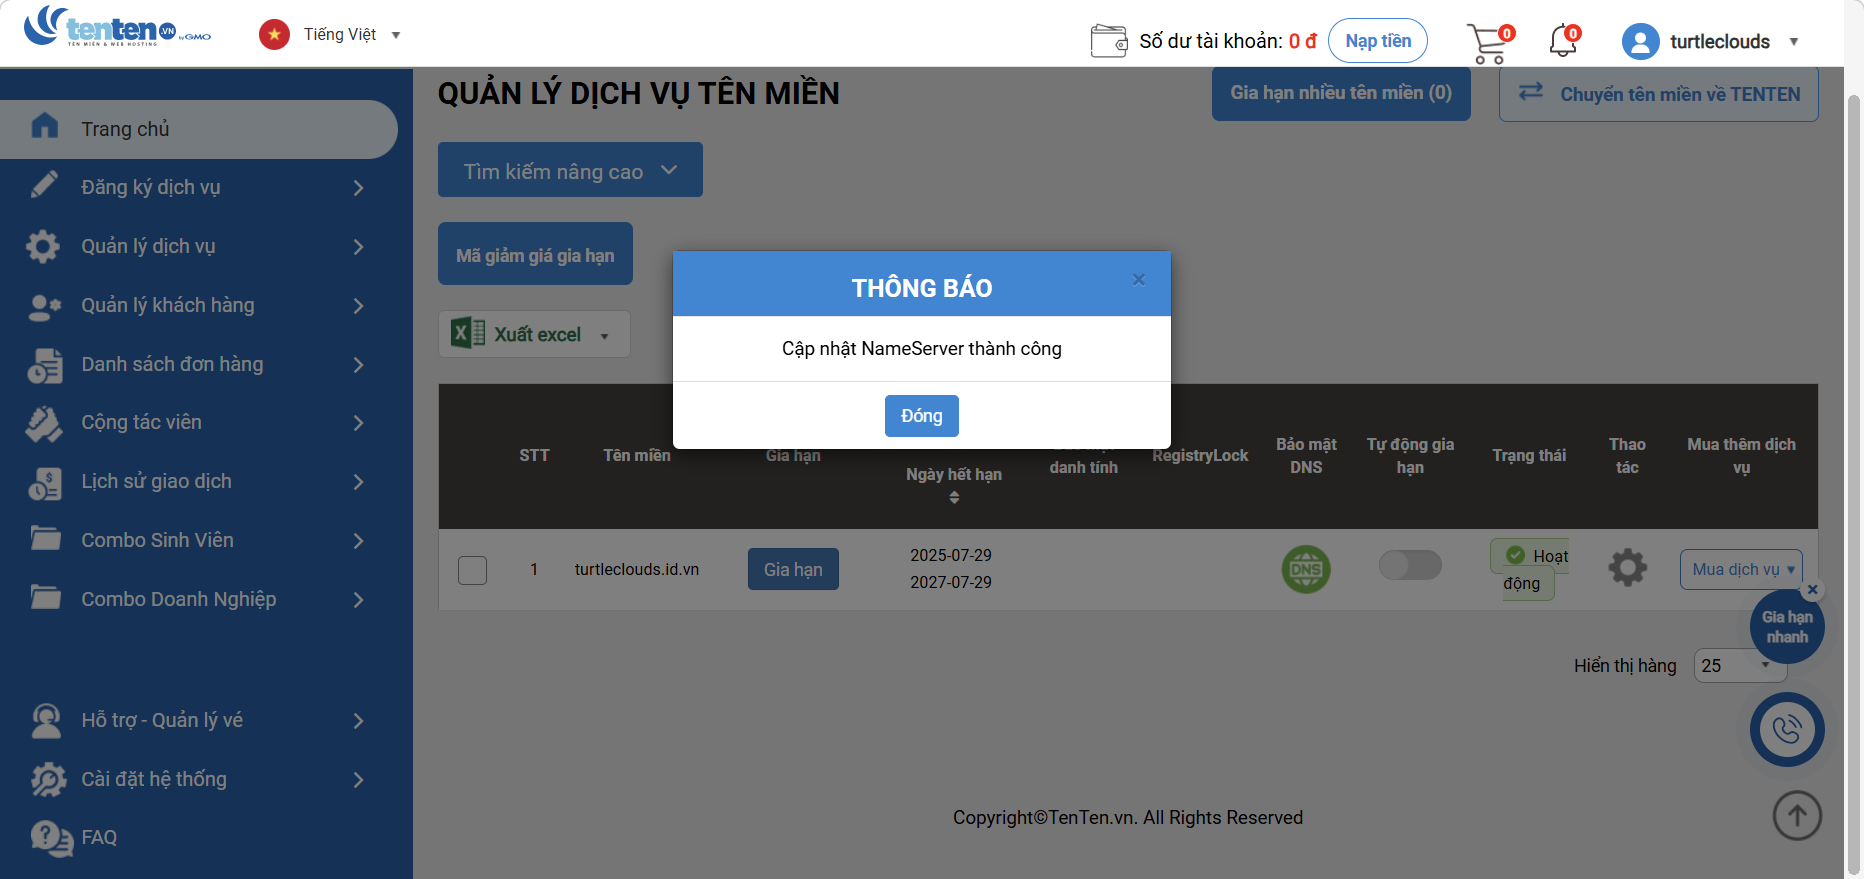 tenten.VN
TÊN MIỀN & WEB HOSTING
by GMO
Tiếng Việt
Số dư tài khoản: 0 đ
Nạp tiền
0
0
turtleclouds
Trang chủ
Đăng ký dịch vụ
Quản lý dịch vụ
Quản lý khách hàng
Danh sách đơn hàng
Cộng tác viên
Lịch sử giao dịch
Combo Sinh Viên
Combo Doanh Nghiệp
Hỗ trợ - Quản lý vé
Cài đặt hệ thống
FAQ
QUẢN LÝ DỊCH VỤ TÊN MIỀN
Gia hạn nhiều tên miền (0)
Chuyển tên miền về TENTEN
Tìm kiếm nâng cao
Mã giảm giá gia hạn
Xuất excel
THÔNG BÁO
×
Cập nhật NameServer thành công
Đóng
STT
Tên miền
Gia hạn
Ngày hết hạn
danh tính
RegistryLock
Bảo mật
DNS
Tự động gia
hạn
Trạng thái
Thao
tác
Mua thêm dịch
vụ
1
turtleclouds.id.vn
Gia hạn
2025-07-29
2027-07-29
DNS
Hoạt
động
Mua dịch vụ
×
Gia hạn
nhanh
Hiển thị hàng
25
Copyright©TenTen.vn. All Rights Reserved